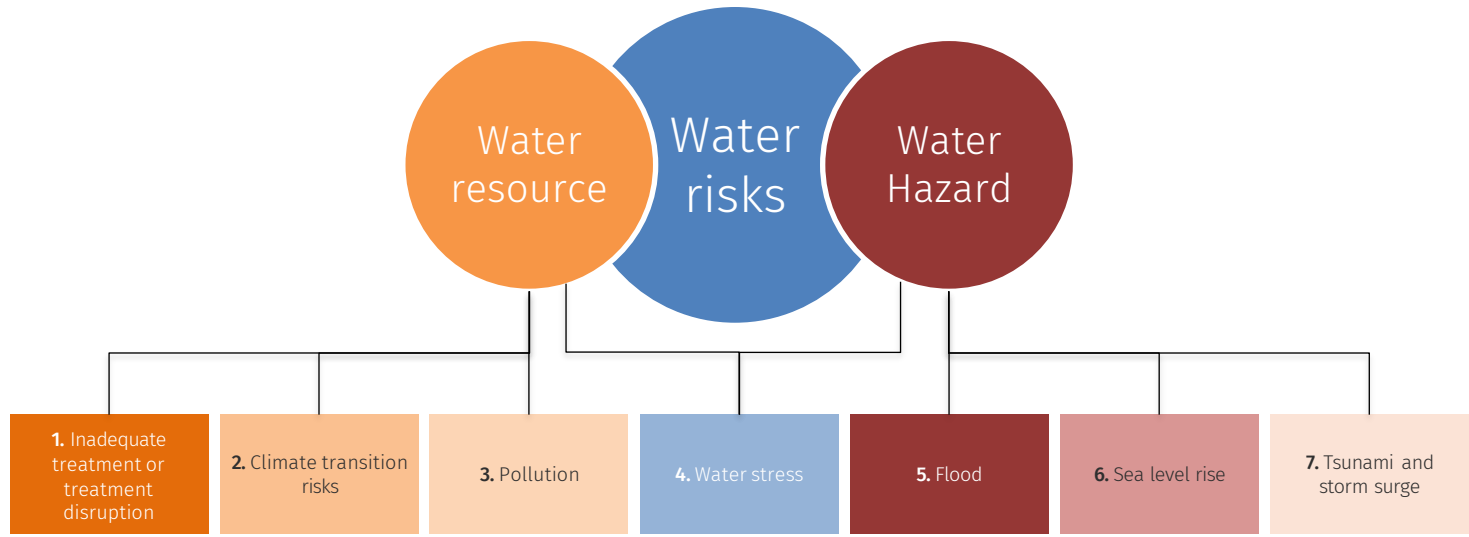 Water
resource
Water
risks
Water
Hazard
1. Inadequate
treatment or
treatment
disruption
2. Climate transition
risks
3. Pollution
4. Water stress
5. Flood
6. Sea level rise
7. Tsunami and
storm surge